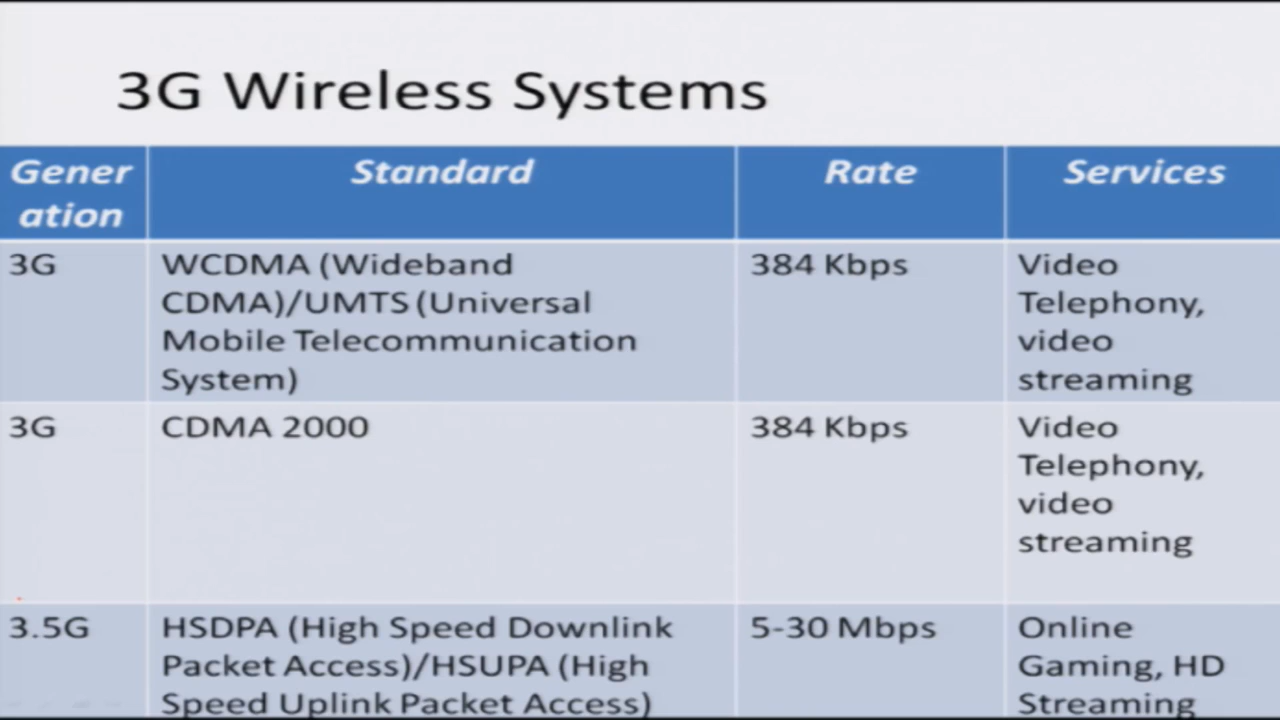 3G Wireless Systems
Gener
ation
Standard
Rate
Services
3G
WCDMA (Wideband
CDMA)/UMTS (Universal
Mobile Telecommunication
System)
384 Kbps
Video
Telephony,
video
streaming
3G
CDMA 2000
384 Kbps
Video
Telephony,
video
streaming
3.5G
HSDPA (High Speed Downlink
Packet Access)/HSUPA (High
Speed Uplink Packet Access)
5-30 Mbps
Online
Gaming, HD
Streaming